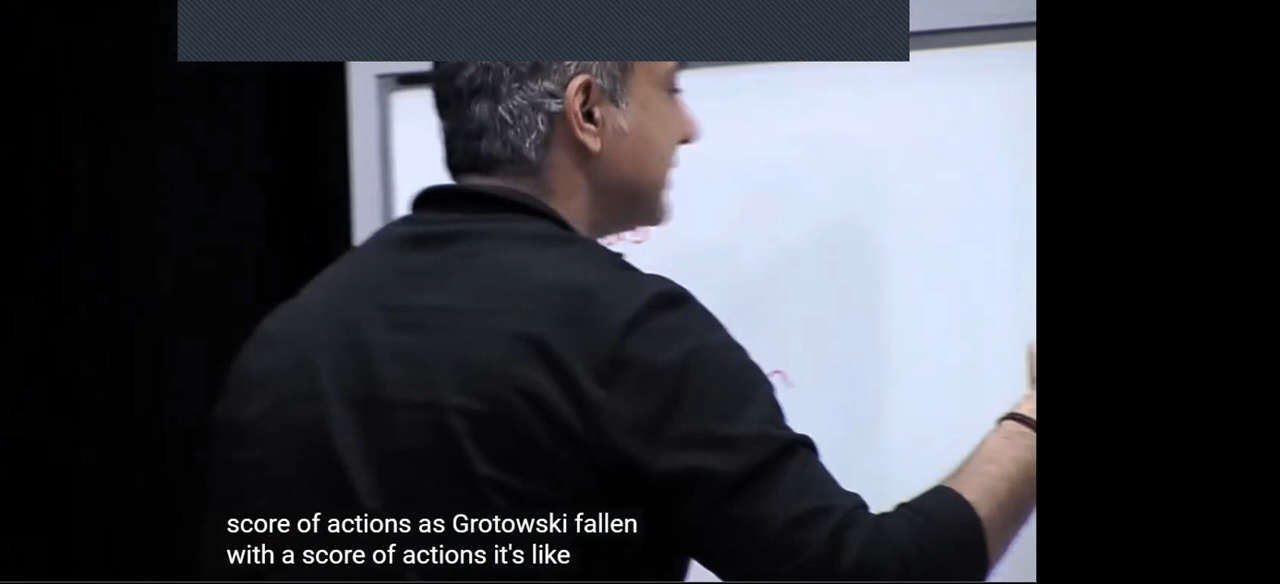 score of actions as Grotowski fallen
with a score of actions it's like